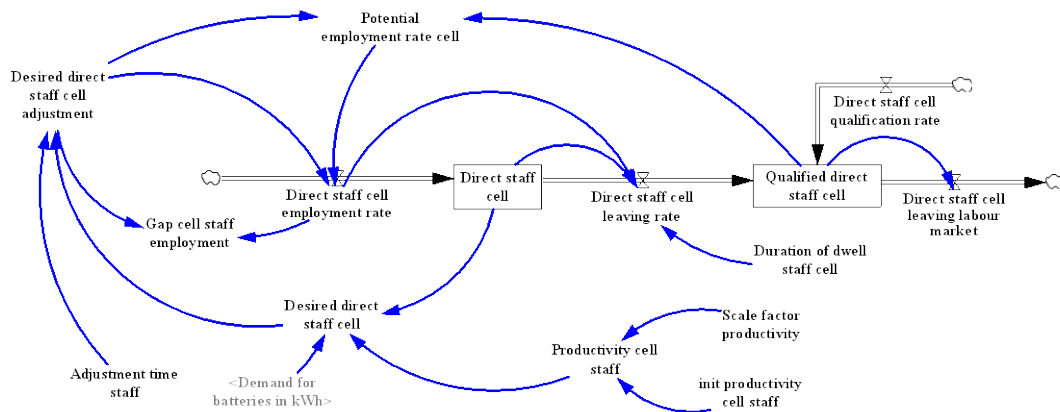 Potential
employment rate cell
Desired direct
staff cell
adjustment
Direct staff cell
qualification rate
Direct staff cell
employment rate
Direct staff
cell
Direct staff cell
leaving rate
Qualified direct
staff cell
Direct staff cell
leaving labour
market
Gap cell staff
employment
Duration of dwell
staff cell
Desired direct
staff cell
Scale factor
productivity
Productivity cell
staff
Adjustment time
staff
<Demand for
batteries in kWh>
init productivity
cell staff